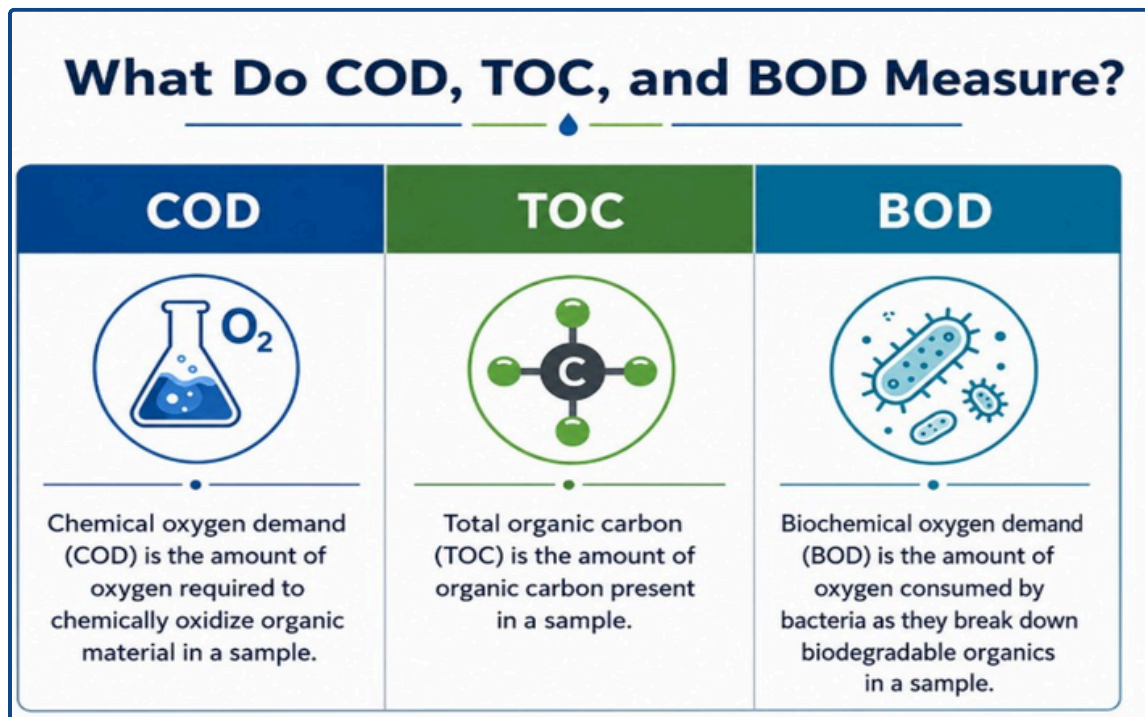 What Do COD, TOC, and BOD Measure?
COD
O₂
Chemical oxygen demand
(COD) is the amount of
oxygen required to
chemically oxidize organic
material in a sample.
TOC
C
Total organic carbon
(TOC) is the amount of
organic carbon present
in a sample.
BOD
Biochemical oxygen demand
(BOD) is the amount of
oxygen consumed by
bacteria as they break down
biodegradable organics
in a sample.